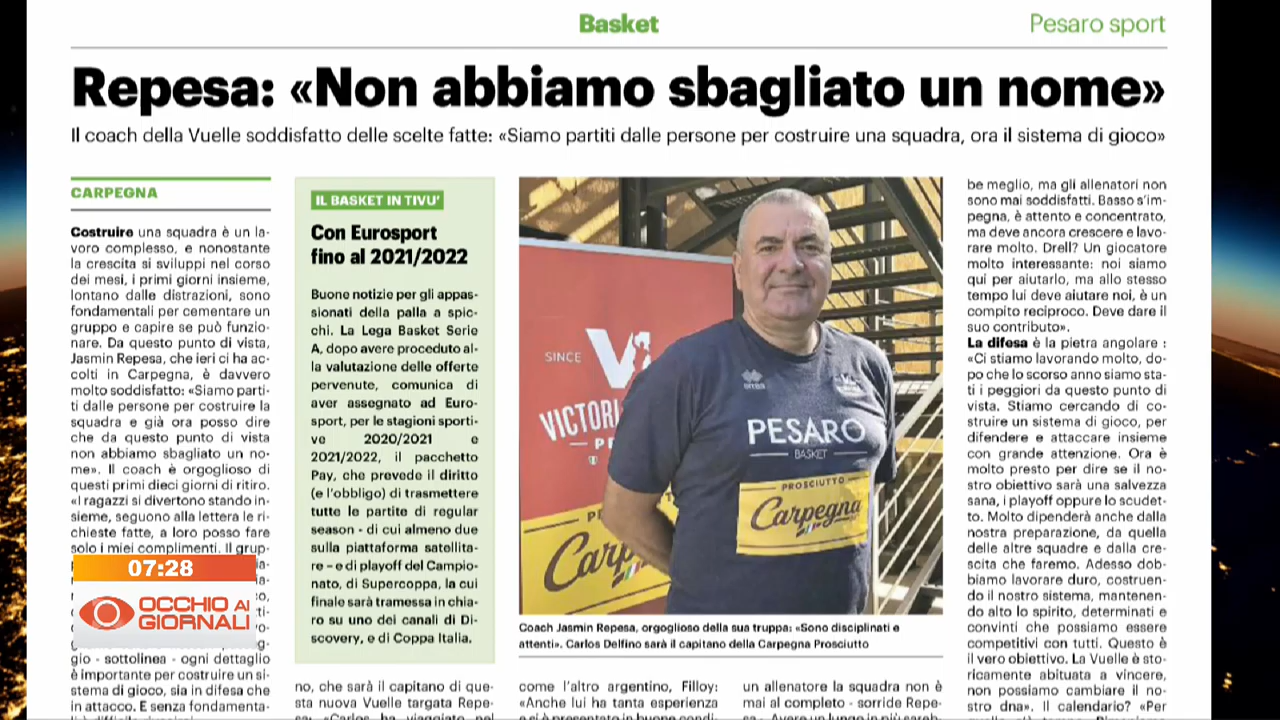 Basket
Pesaro sport
Repesa: «Non abbiamo sbagliato un nome»
Il coach della Vuelle soddisfatto delle scelte fatte: «Siamo partiti dalle persone per costruire una squadra, ora il sistema di gioco»
CARPEGNA
Costruire una squadra è un la-
voro complesso, e nonostante
la crescita si sviluppi nel corso
dei mesi, i primi giorni insieme,
lontano dalle distrazioni, sono
fondamentali per cementare un
gruppo e capire se può funzio-
nare. Da questo punto di vista,
Jasmin Repesa, che ieri ci ha ac-
colti in Carpegna, è davvero
molto soddisfatto: «Siamo parti-
ti dalle persone per costruire la
squadra e già ora posso dire
che da questo punto di vista
non abbiamo sbagliato un no-
me». Il coach è orgoglioso di
questi primi dieci giorni di ritiro.
«I ragazzi si divertono stando in-
sieme, seguono alla lettera le ri-
chieste fatte, a loro posso fare
solo i miei complimenti. Il grup-
07:28
OCCHIO AI
GIORNALI
gio - sottolinea - ogni dettaglio
è importante per costruire un si-
stema di gioco, sia in difesa che
in attacco. E senza fondamenta-
IL BASKET IN TIVU'
Con Eurosport
fino al 2021/2022
Buone notizie per gli appas-
sionati della palla a spic-
chi. La Lega Basket Serie
A, dopo avere proceduto al-
la valutazione delle offerte
pervenute, comunica di
aver assegnato ad Euro-
sport, per le stagioni sporti-
ve 2020/2021 e
2021/2022, il pacchetto
Pay, che prevede il diritto
(e l'obbligo) di trasmettere
tutte le partite di regular
season - di cui almeno due
sulla piattaforma satellita-
re – e di playoff del Campio-
nato, di Supercoppa, la cui
finale sarà tramessa in chia-
ro su uno dei canali di Di-
scovery, e di Coppa Italia.
no, che sarà il capitano di que-
sta nuova Vuelle targata Repe-
sa: «Carlos ha viaggiato nel
SINCE
PESARO
BASKET
PROSCIUTTO
Carpegna
Coach Jasmin Repesa, orgoglioso della sua truppa: «Sono disciplinati e
attenti». Carlos Delfino sarà il capitano della Carpegna Prosciutto
come l'altro argentino, Filloy:
«Anche lui ha tanta esperienza
e si è presentato in buone condi-
un allenatore la squadra non è
mai al completo - sorride Repe-
be meglio, ma gli allenatori non
sono mai soddisfatti. Basso s'im-
pegna, è attento e concentrato,
ma deve ancora crescere e lavo-
rare molto. Drell? Un giocatore
molto interessante: noi siamo
qui per aiutarlo, ma allo stesso
tempo lui deve aiutare noi, è un
compito reciproco. Deve dare il
suo contributo».
La difesa è la pietra angolare :
«Ci stiamo lavorando molto, do-
po che lo scorso anno siamo sta-
ti i peggiori da questo punto di
vista. Stiamo cercando di co-
struire un sistema di gioco, per
difendere e attaccare insieme
con grande attenzione. Ora è
molto presto per dire se il no-
stro obiettivo sarà una salvezza
sana, i playoff oppure lo scudet-
to. Molto dipenderà anche dalla
nostra preparazione, da quella
delle altre squadre e dalla cre-
scita che faremo. Adesso dob-
biamo lavorare duro, costruen-
do il nostro sistema, mantenen-
do alto lo spirito, determinati e
convinti che possiamo essere
competitivi con tutti. Questo è
il vero obiettivo. La Vuelle è sto-
ricamente abituata a vincere,
non possiamo cambiare il no-
stro dna». Il calendario? «Per